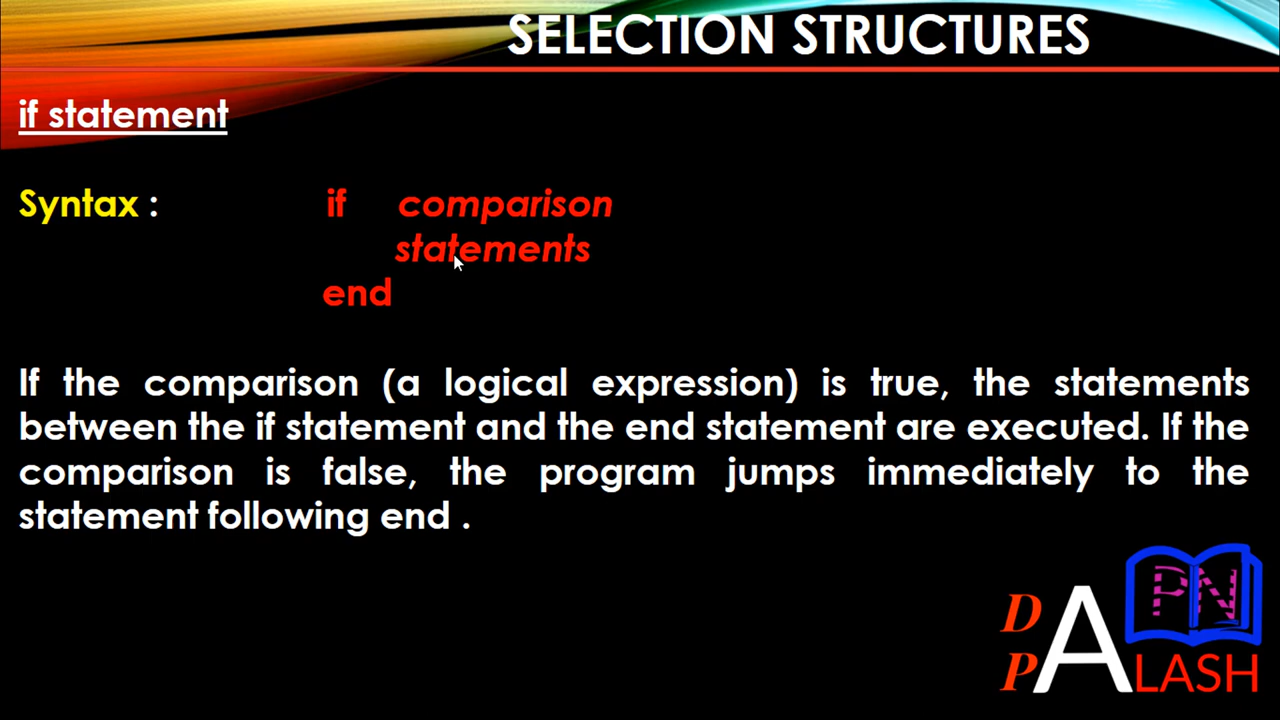 SELECTION STRUCTURES
if statement
Syntax : if comparison
statements
end
If the comparison (a logical expression) is true, the statements
between the if statement and the end statement are executed. If the
comparison is false, the program jumps immediately to the
statement following end .
PN
D
P ALASH